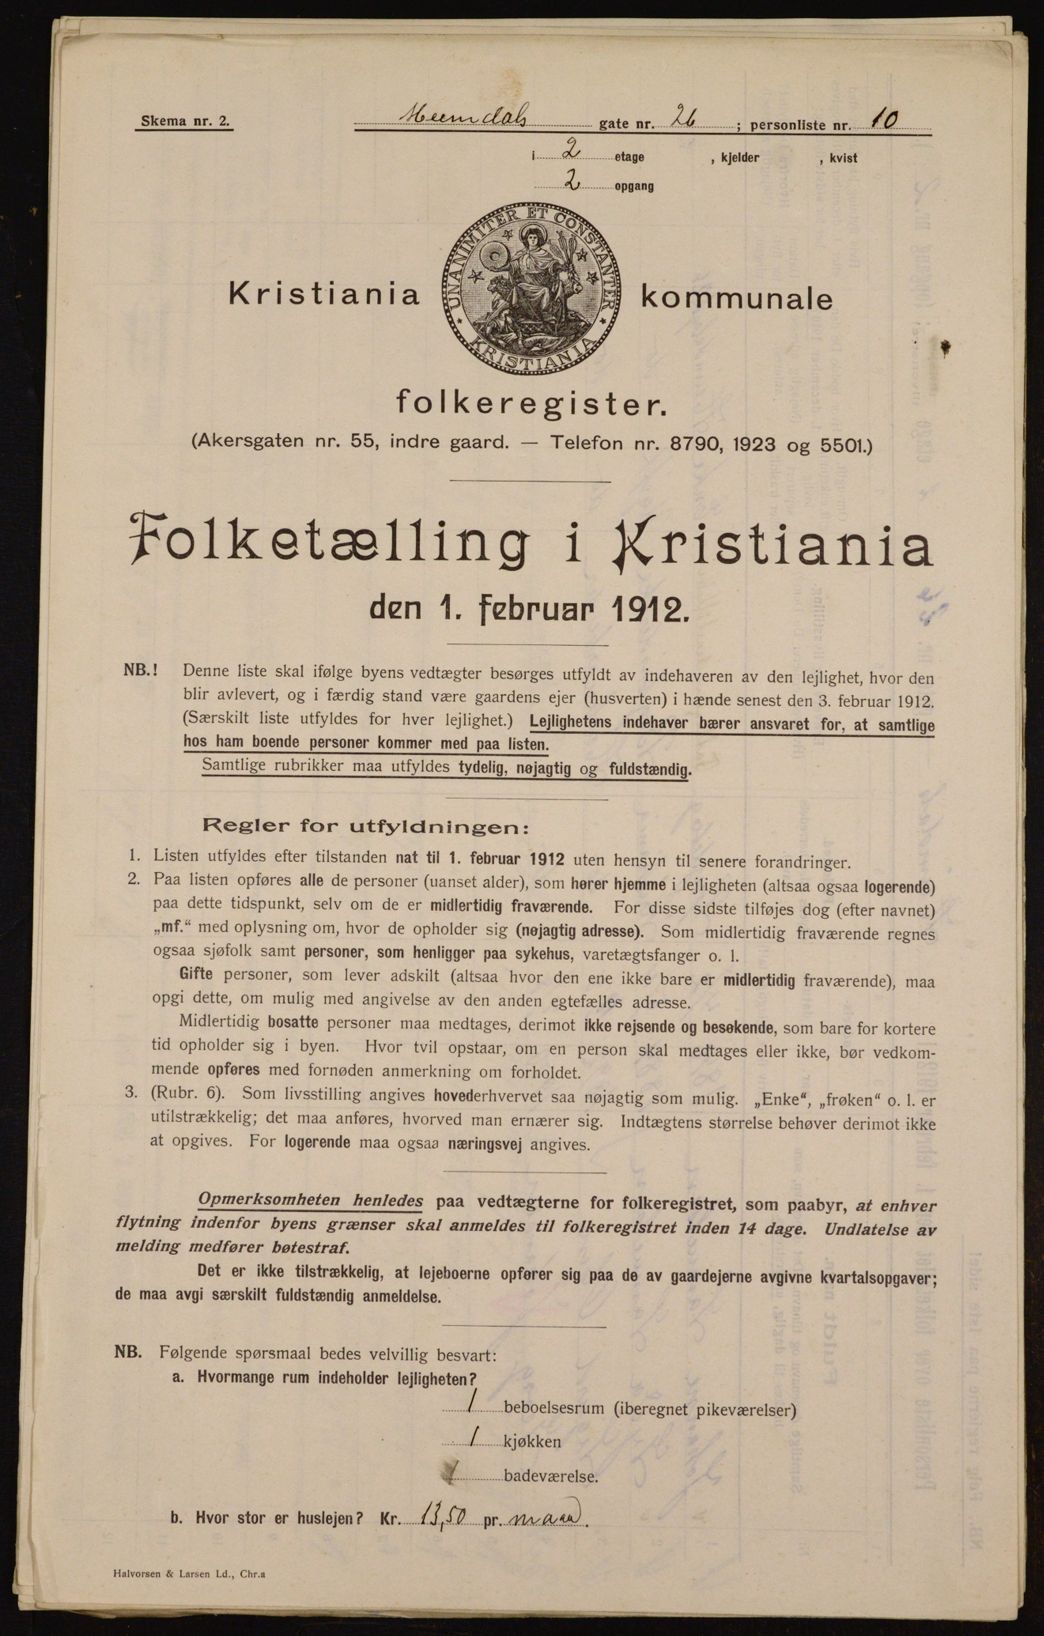 Skema nr. 2.
Heimdals gate nr. 26 ; personliste nr. 10
i 2 etage , kjelder , kvist
2 opgang
UNANIMITER ET CONSTANTER
KRISTIANIA
Kristiania kommunale
folkeregister.
(Akersgaten nr. 55, indre gaard. — Telefon nr. 8790, 1923 og 5501.)
Folketælling i Kristiania
den 1. februar 1912.
NB.! Denne liste skal ifølge byens vedtægter besørges utfyldt av indehaveren av den lejlighet, hvor den
blir avlevert, og i færdig stand være gaardens ejer (husverten) i hænde senest den 3. februar 1912.
(Særskilt liste utfyldes for hver lejlighet.) Lejlighetens indehaver bærer ansvaret for, at samtlige
hos ham boende personer kommer med paa listen.
Samtlige rubrikker maa utfyldes tydelig, nøjagtig og fuldstændig.
Regler for utfyldningen:
1. Listen utfyldes efter tilstanden nat til 1. februar 1912 uten hensyn til senere forandringer.
2. Paa listen opføres alle de personer (uanset alder), som hører hjemme i lejligheten (altsaa ogsaa logerende)
paa dette tidspunkt, selv om de er midlertidig fraværende. For disse sidste tilføjes dog (efter navnet)
„mf.“ med oplysning om, hvor de opholder sig (nøjagtig adresse). Som midlertidig fraværende regnes
ogsaa sjøfolk samt personer, som henligger paa sykehus, varetægtsfanger o. l.
Gifte personer, som lever adskilt (altsaa hvor den ene ikke bare er midlertidig fraværende), maa
opgi dette, om mulig med angivelse av den anden egtefælles adresse.
Midlertidig bosatte personer maa medtages, derimot ikke rejsende og besøkende, som bare for kortere
tid opholder sig i byen. Hvor tvil opstaar, om en person skal medtages eller ikke, bør vedkom-
mende opføres med fornøden anmerkning om forholdet.
3. (Rubr. 6). Som livsstilling angives hovederhvervet saa nøjagtig som mulig. „Enke“, „frøken“ o. l. er
utilstrækkelig; det maa anføres, hvorved man ernærer sig. Indtægtens størrelse behøver derimot ikke
at opgives. For logerende maa ogsaa næringsvej angives.
Opmerksomheten henledes paa vedtægterne for folkeregistret, som paabyr, at enhver
flytning indenfor byens grænser skal anmeldes til folkeregistret inden 14 dage. Undlatelse av
melding medfører bøtestraf.
Det er ikke tilstrækkelig, at lejeboerne opfører sig paa de av gaardejerne avgivne kvartalsopgaver;
de maa avgi særskilt fuldstændig anmeldelse.
NB. Følgende spørsmaal bedes velvillig besvart:
a. Hvormange rum indeholder lejligheten?
1 beboelsesrum (iberegnet pikeværelser)
1 kjøkken
1 badeværelse.
b. Hvor stor er huslejen? Kr. 13,50 pr. maad.
Halvorsen & Larsen Ld., Chr.a